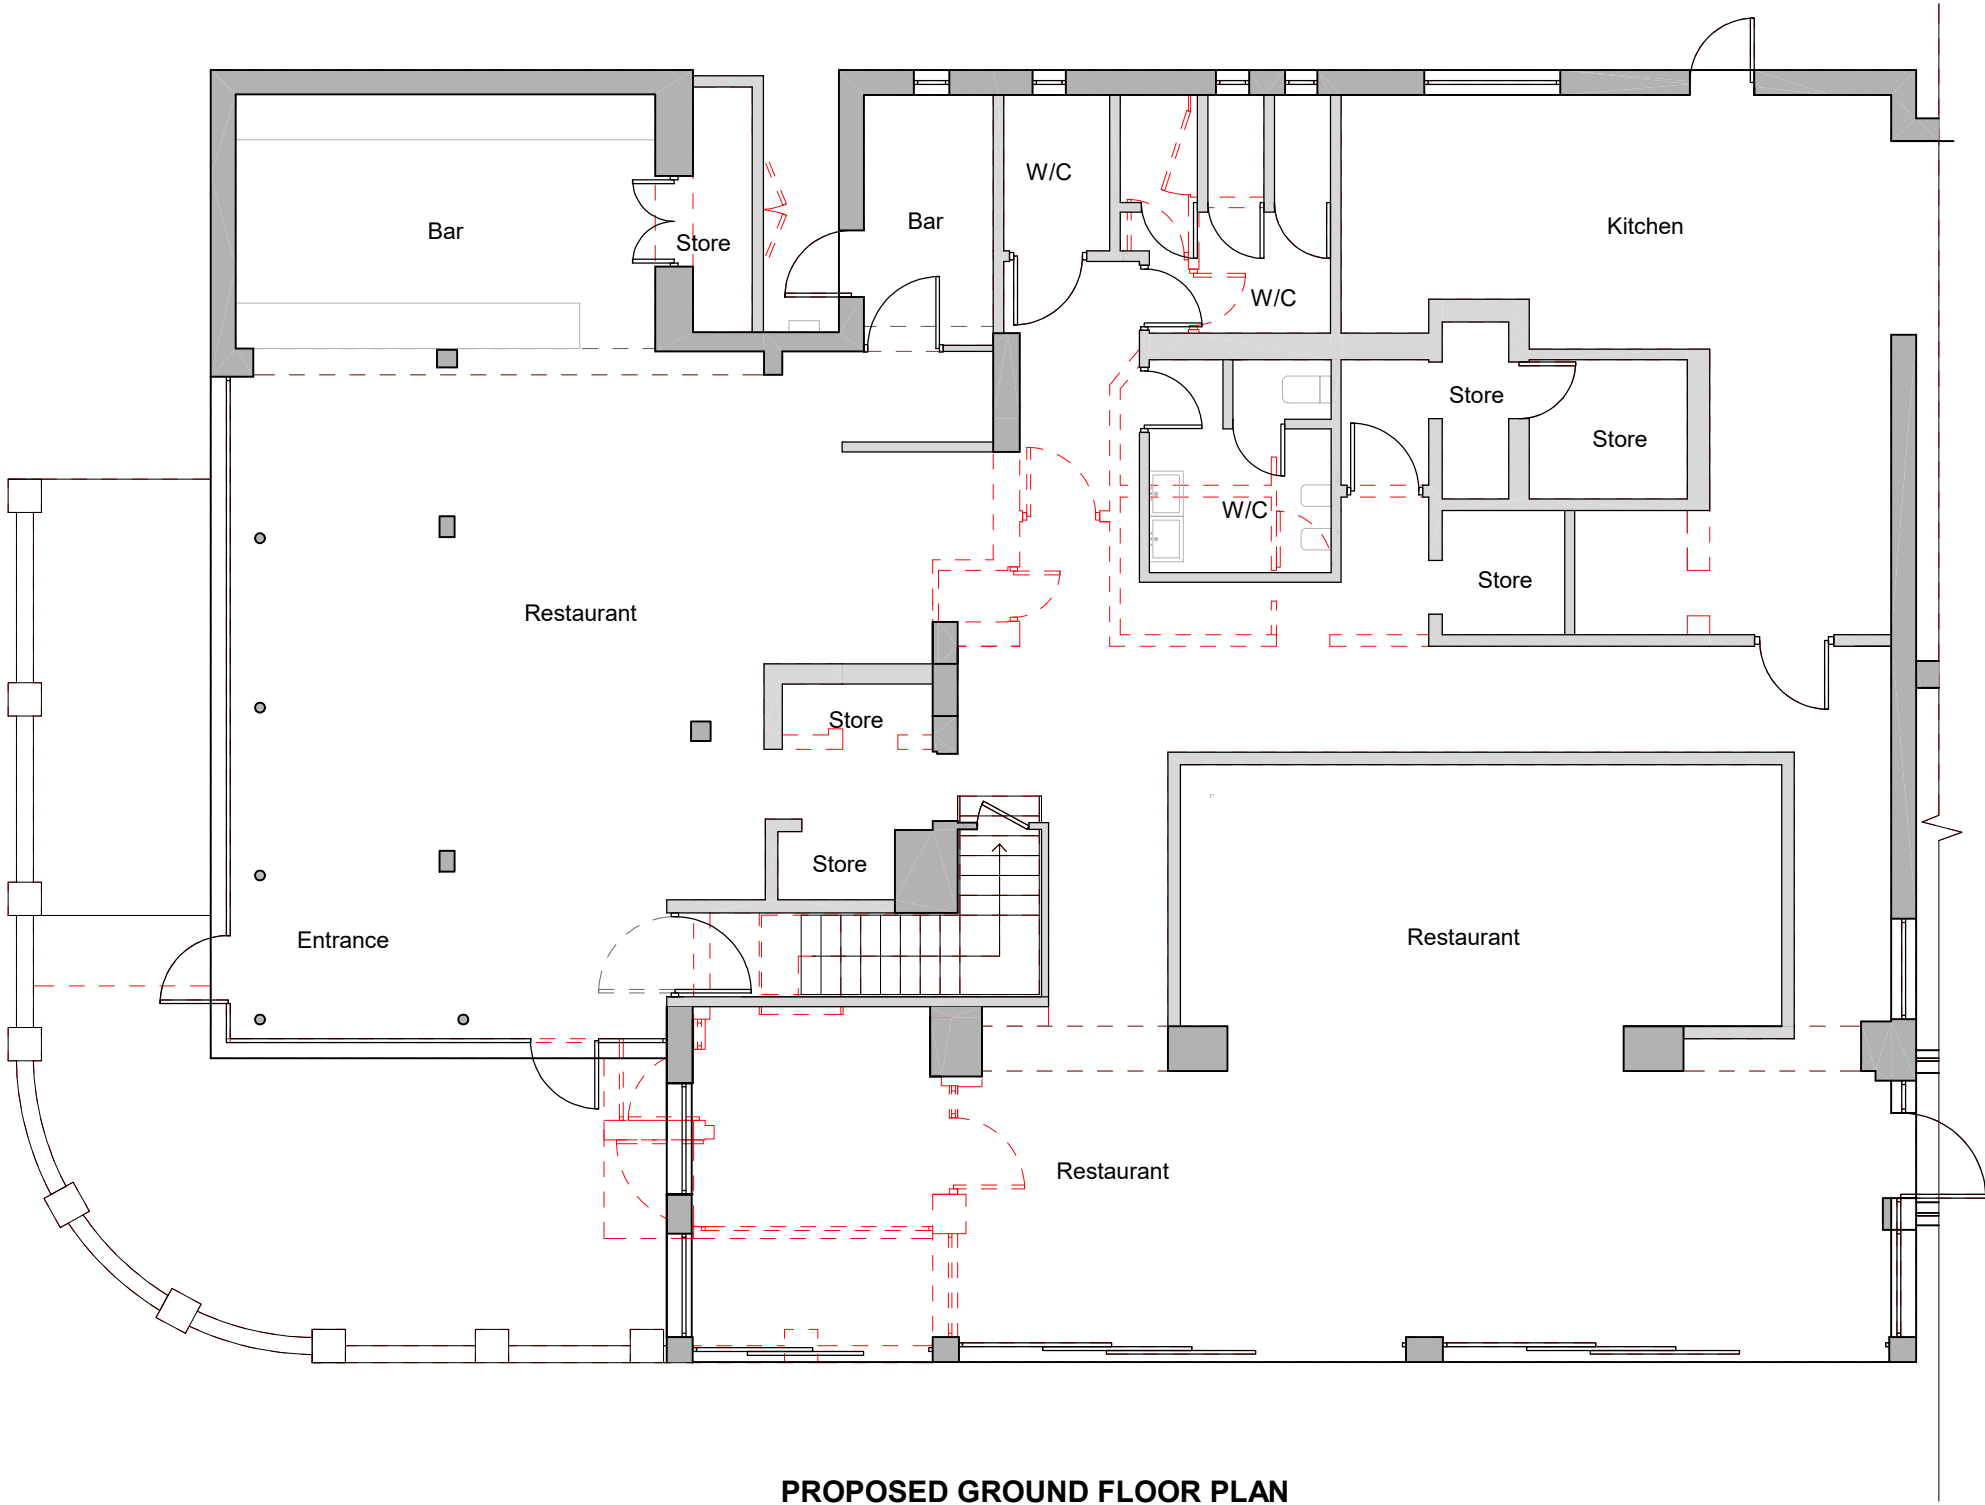 W/C
Bar
Bar
Kitchen
Store
W/C
Store
Store
W/C
Store
Restaurant
Store
Store
Entrance
Restaurant
Restaurant
PROPOSED GROUND FLOOR PLAN